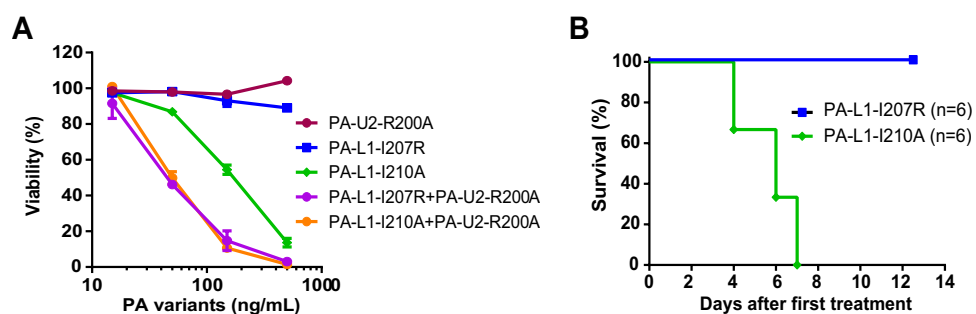 A
120
100
80
60
40
20
0
Viability (%)
10
100
1000
PA variants (ng/mL)
PA-U2-R200A
PA-L1-I207R
PA-L1-I210A
PA-L1-I207R+PA-U2-R200A
PA-L1-I210A+PA-U2-R200A
B
100
80
60
40
20
0
Survival (%)
0 2 4 6 8 10 12 14
Days after first treatment
PA-L1-I207R (n=6)
PA-L1-I210A (n=6)